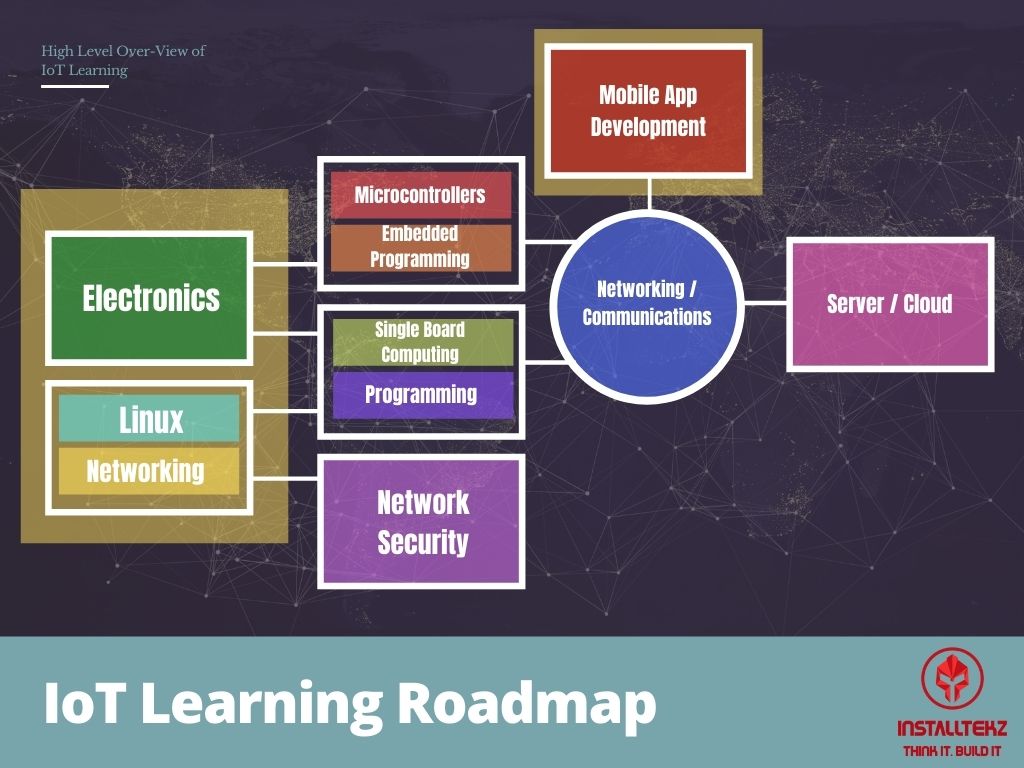 High Level Over-View of
IoT Learning
Mobile App
Development
Microcontrollers
Embedded
Programming
Electronics
Networking /
Communications
Server / Cloud
Single Board
Computing
Programming
Linux
Networking
Network
Security
IoT Learning Roadmap
INSTALLTEKZ
THINK IT. BUILD IT